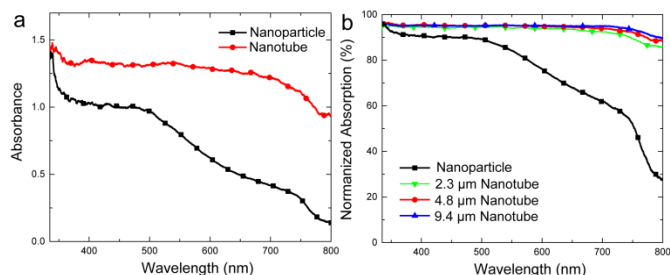 a
Nanoparticle
Nanotube
1.5
1.0
0.5
0.0
Absorbance
400 500 600 700 800
Wavelength (nm)
b
100
80
60
40
20
0
Normanized Absorption (%)
Nanoparticle
2.3 µm Nanotube
4.8 µm Nanotube
9.4 µm Nanotube
400 500 600 700 800
Wavelength (nm)